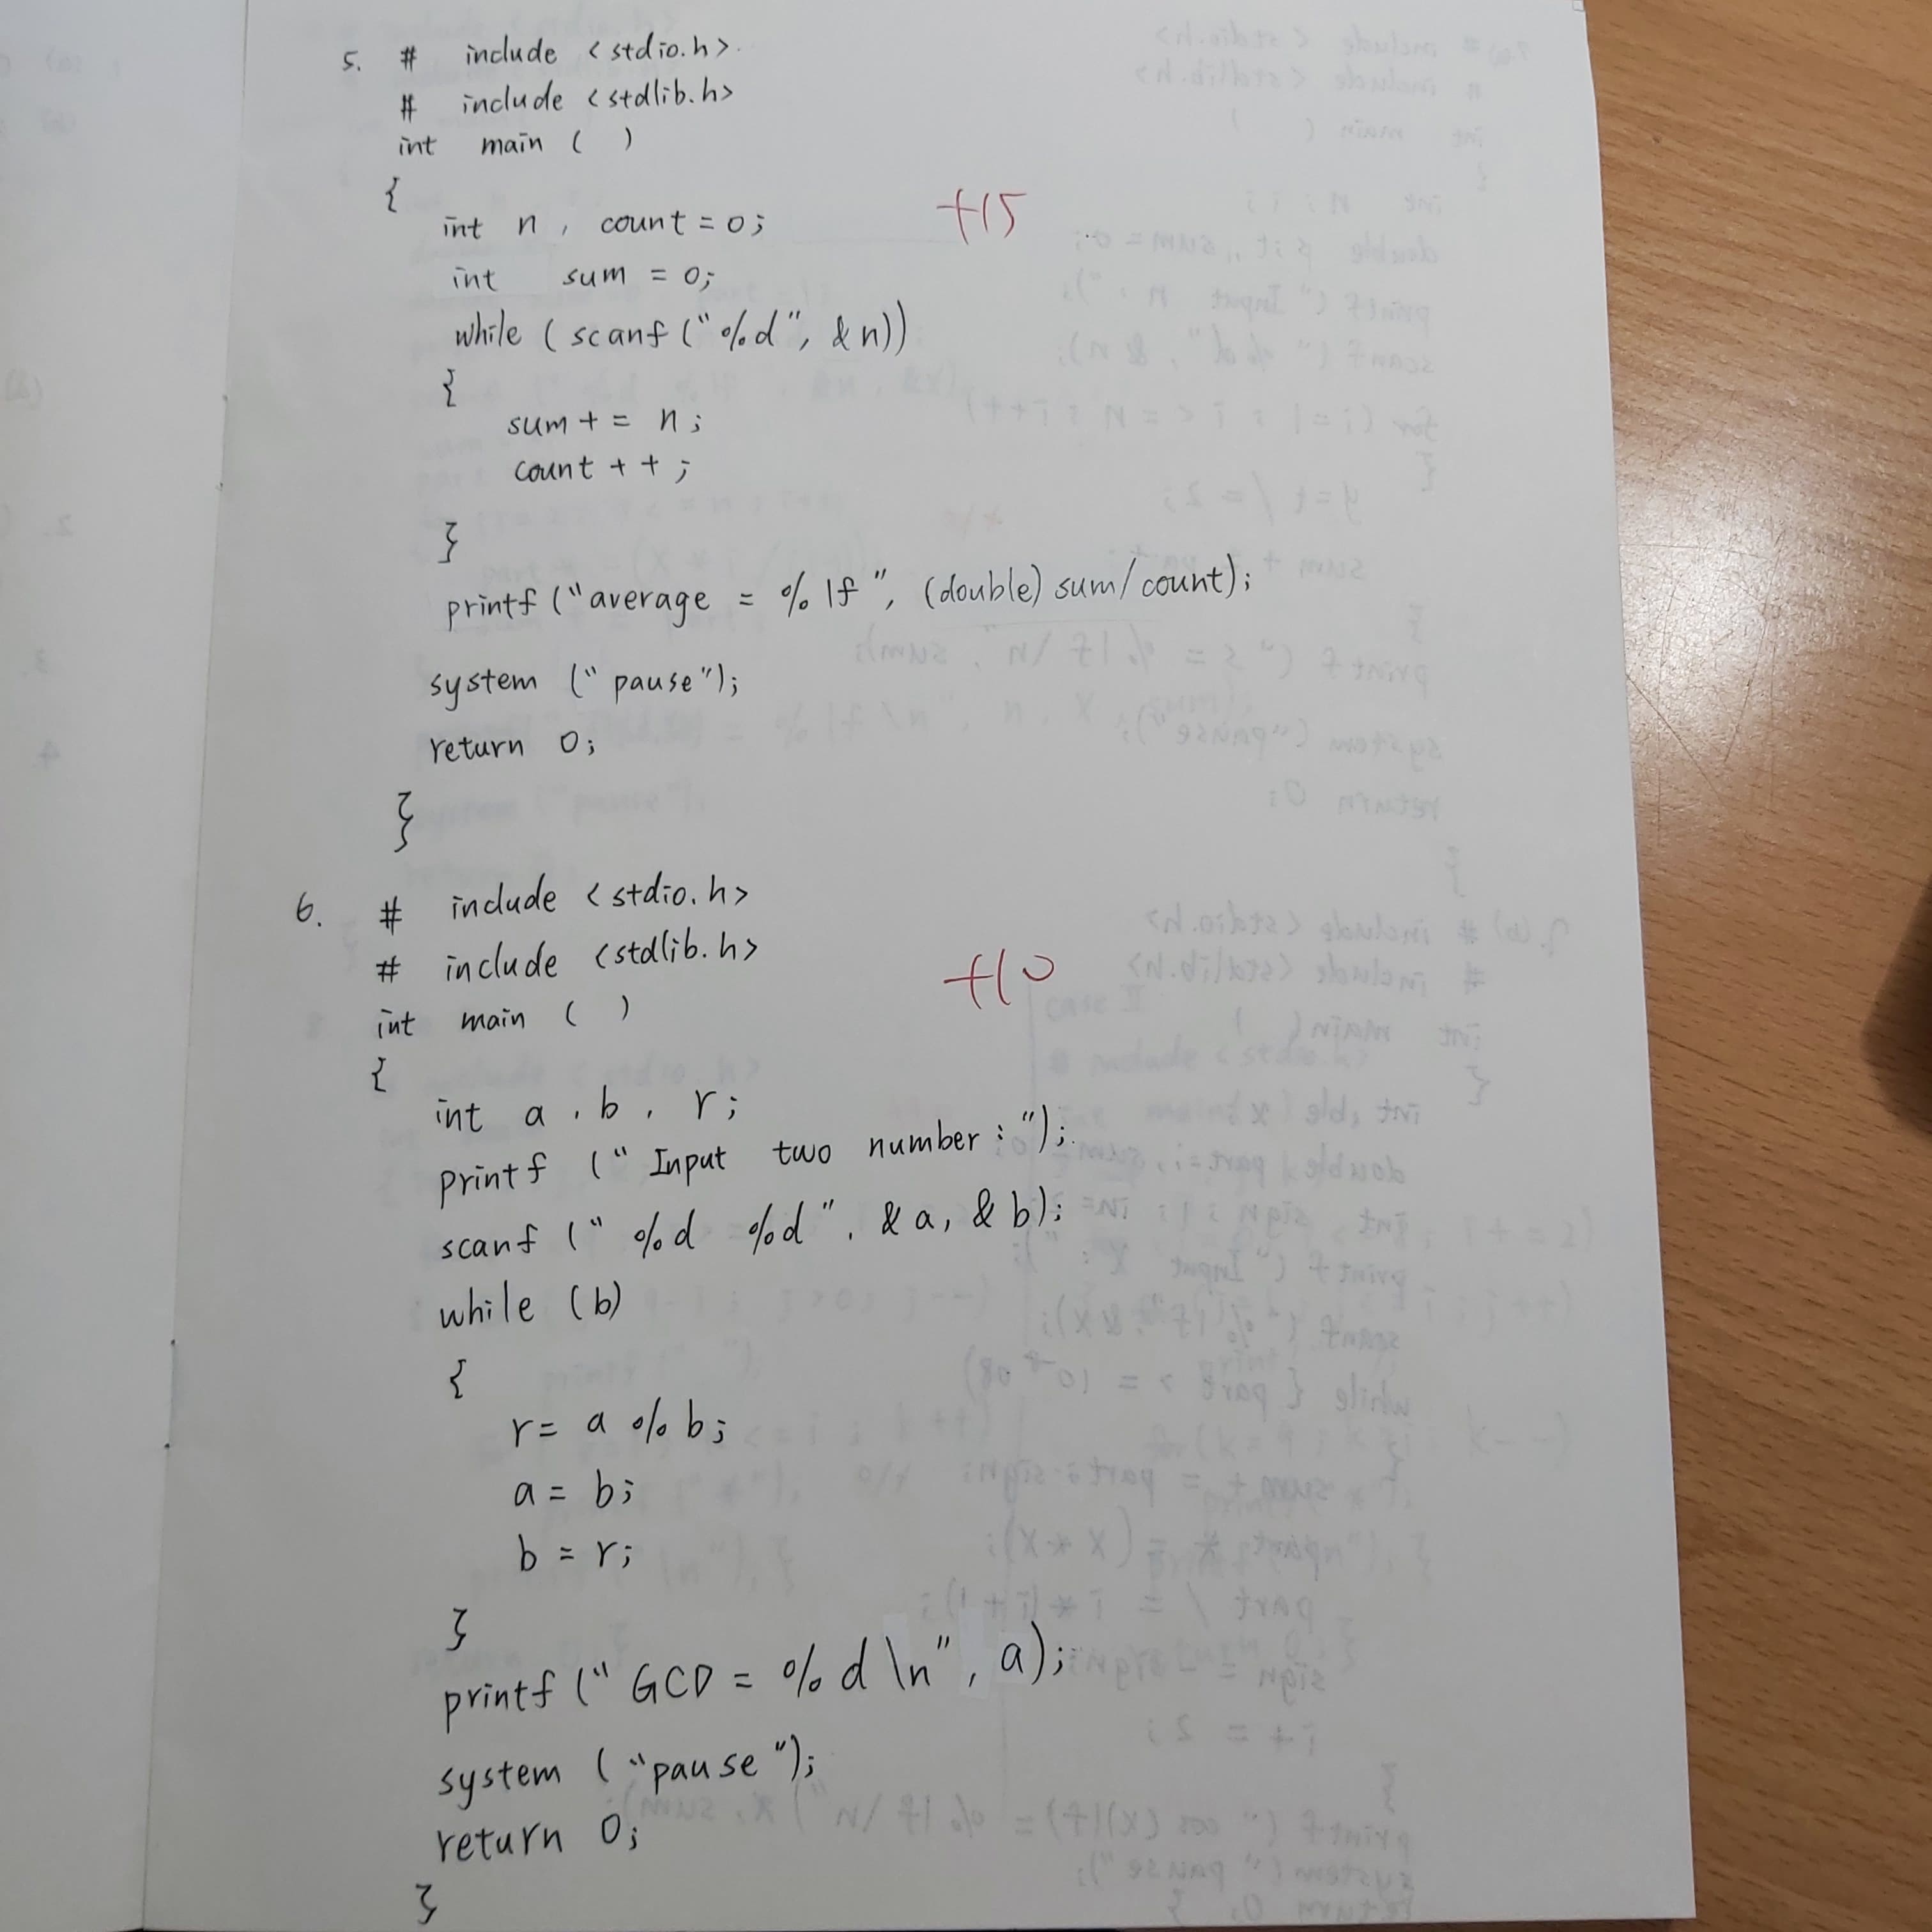 5. # include <stdio.h>
# include <stdlib.h>
int main ( )
{
+15
int n , count = 0;
int sum = 0;
while ( scanf ("%d", & n))
{
sum + = n;
count + + ;
}
printf ("average = % lf ", (double) sum/count);
system (" pause");
return 0;
}
6. # include <stdio.h>
# include <stdlib.h>
+10
int main ( )
{
int a , b , r;
printf (" Input two number : ");
scanf (" %d %d ", & a, & b);
while (b)
{
r = a % b;
a = b;
b = r;
}
printf (" GCD = % d \n", a);
system ("pause ");
return 0;
}